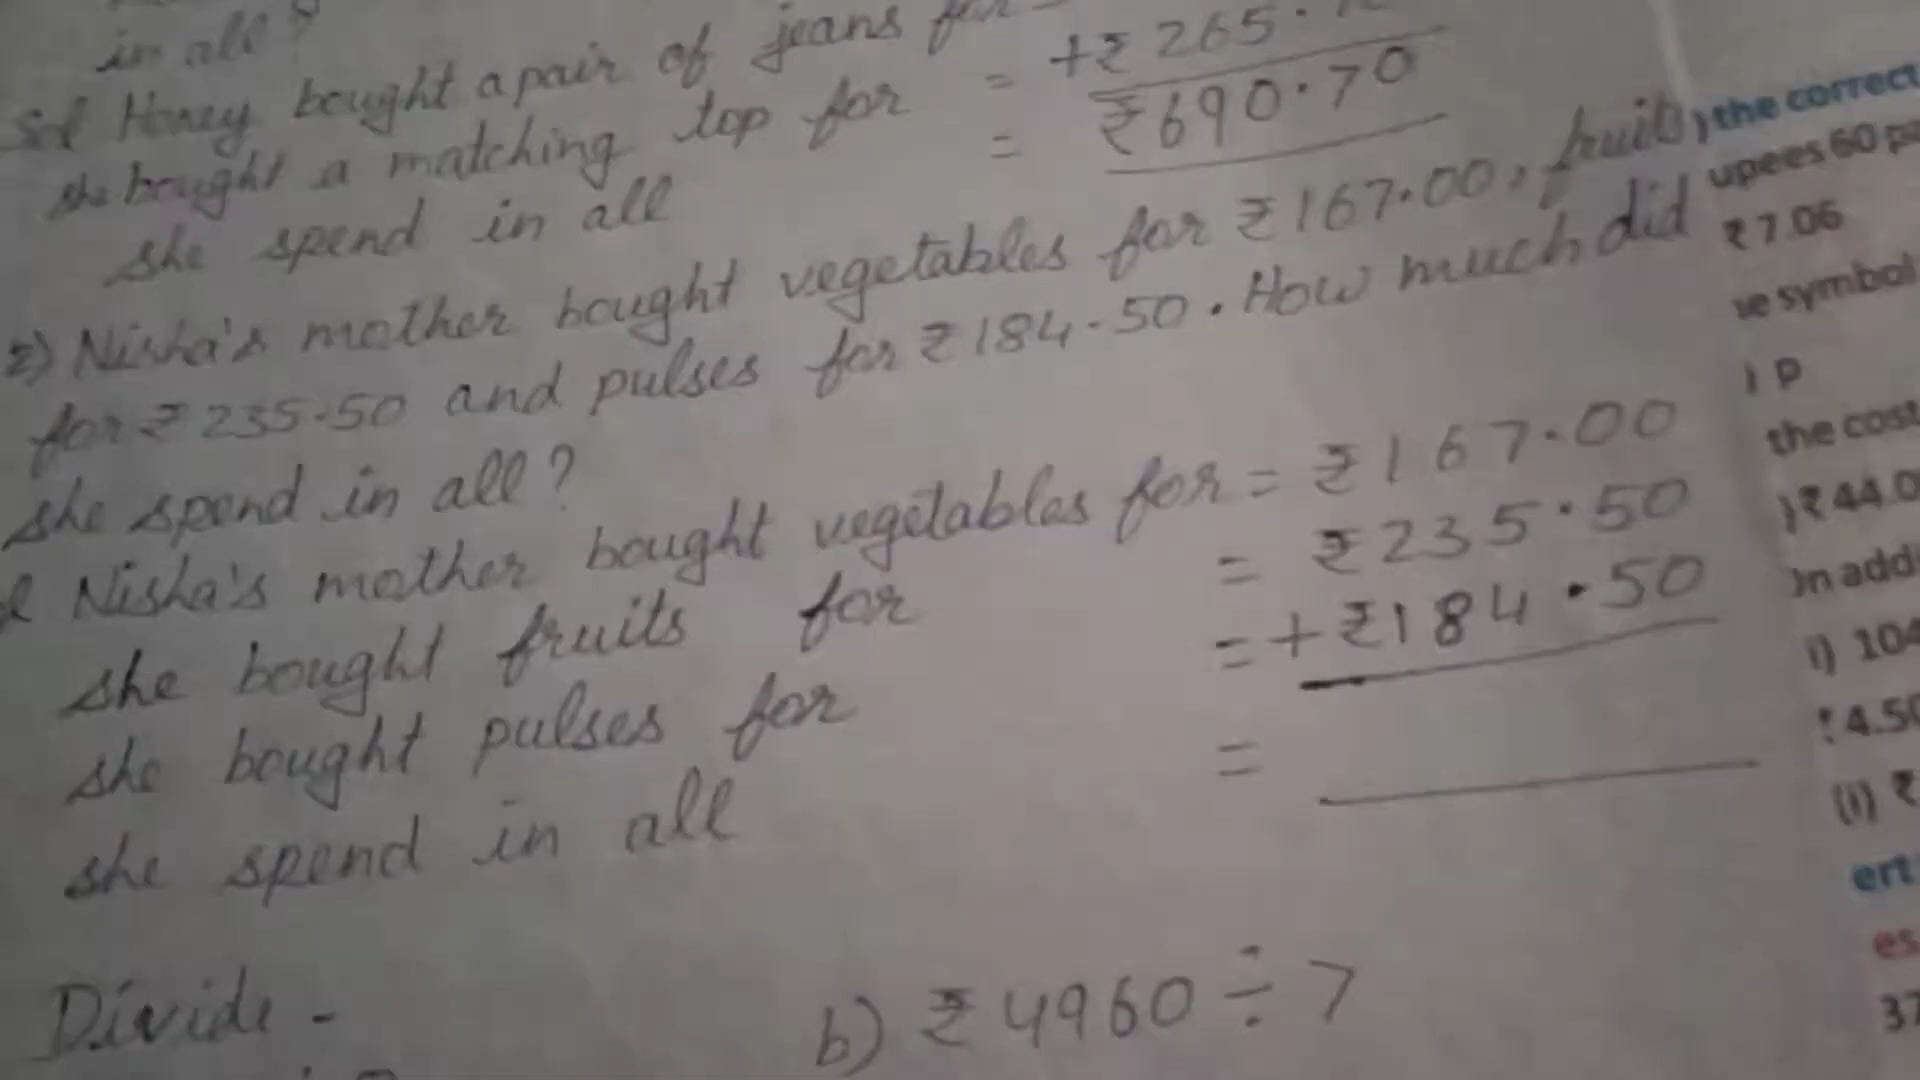 in all?
Sol Honey bought a pair of jeans for
= +₹ 265.
she bought a matching top for = ₹690.70
she spend in all
2) Nisha's mother bought vegetables for ₹167.00, fruits
for ₹235.50 and pulses for ₹184.50. How much did
she spend in all?
Nisha's mother bought vegetables for = ₹167.00
she bought fruits for = ₹235.50
she bought pulses for = +₹184.50
she spend in all =
Divide -
b) ₹4960 ÷ 7
the correct
upees 60
₹7.06
ve symbol
p
the cost
)₹44.0
)n add
i) 104
4.50
(i) ₹
ert
es
37